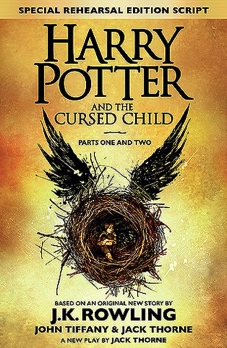 SPECIAL REHEARSAL EDITION SCRIPT
HARRY
POTTER
AND THE
CURSED CHILD
PARTS ONE AND TWO
BASED ON AN ORIGINAL NEW STORY BY
J.K. ROWLING
JOHN TIFFANY & JACK THORNE
A NEW PLAY BY JACK THORNE